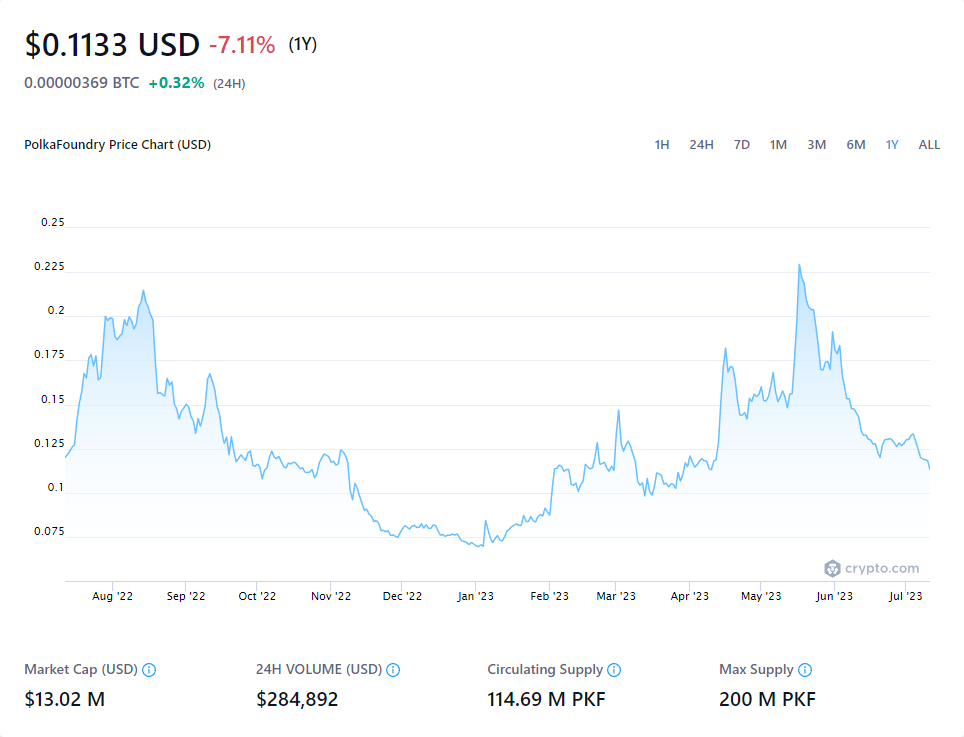 $0.1133 USD -7.11% (1Y)
0.00000369 BTC +0.32% (24H)
PolkaFoundry Price Chart (USD) 1H 24H 7D 1M 3M 6M 1Y ALL
0.25
0.225
0.2
0.175
0.15
0.125
0.1
0.075
crypto.com
Aug '22 Sep '22 Oct '22 Nov '22 Dec '22 Jan '23 Feb '23 Mar '23 Apr '23 May '23 Jun '23 Jul '23
Market Cap (USD) 24H VOLUME (USD) Circulating Supply Max Supply
$13.02 M $284,892 114.69 M PKF 200 M PKF